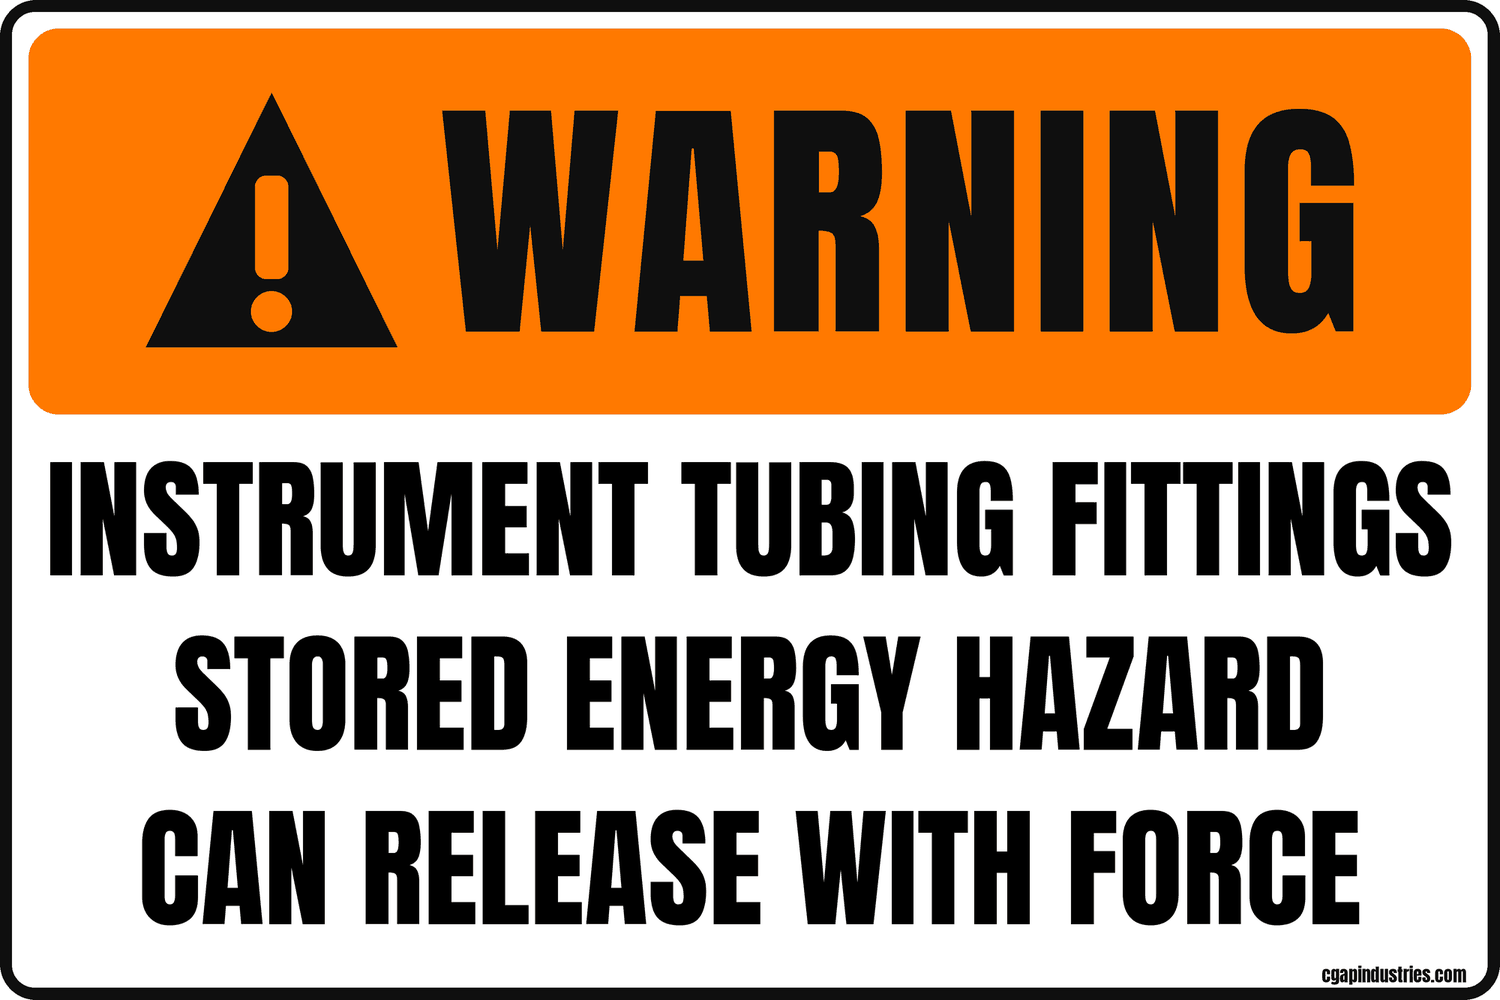 WARNING
INSTRUMENT TUBING FITTINGS
STORED ENERGY HAZARD
CAN RELEASE WITH FORCE
cgapindustries.com